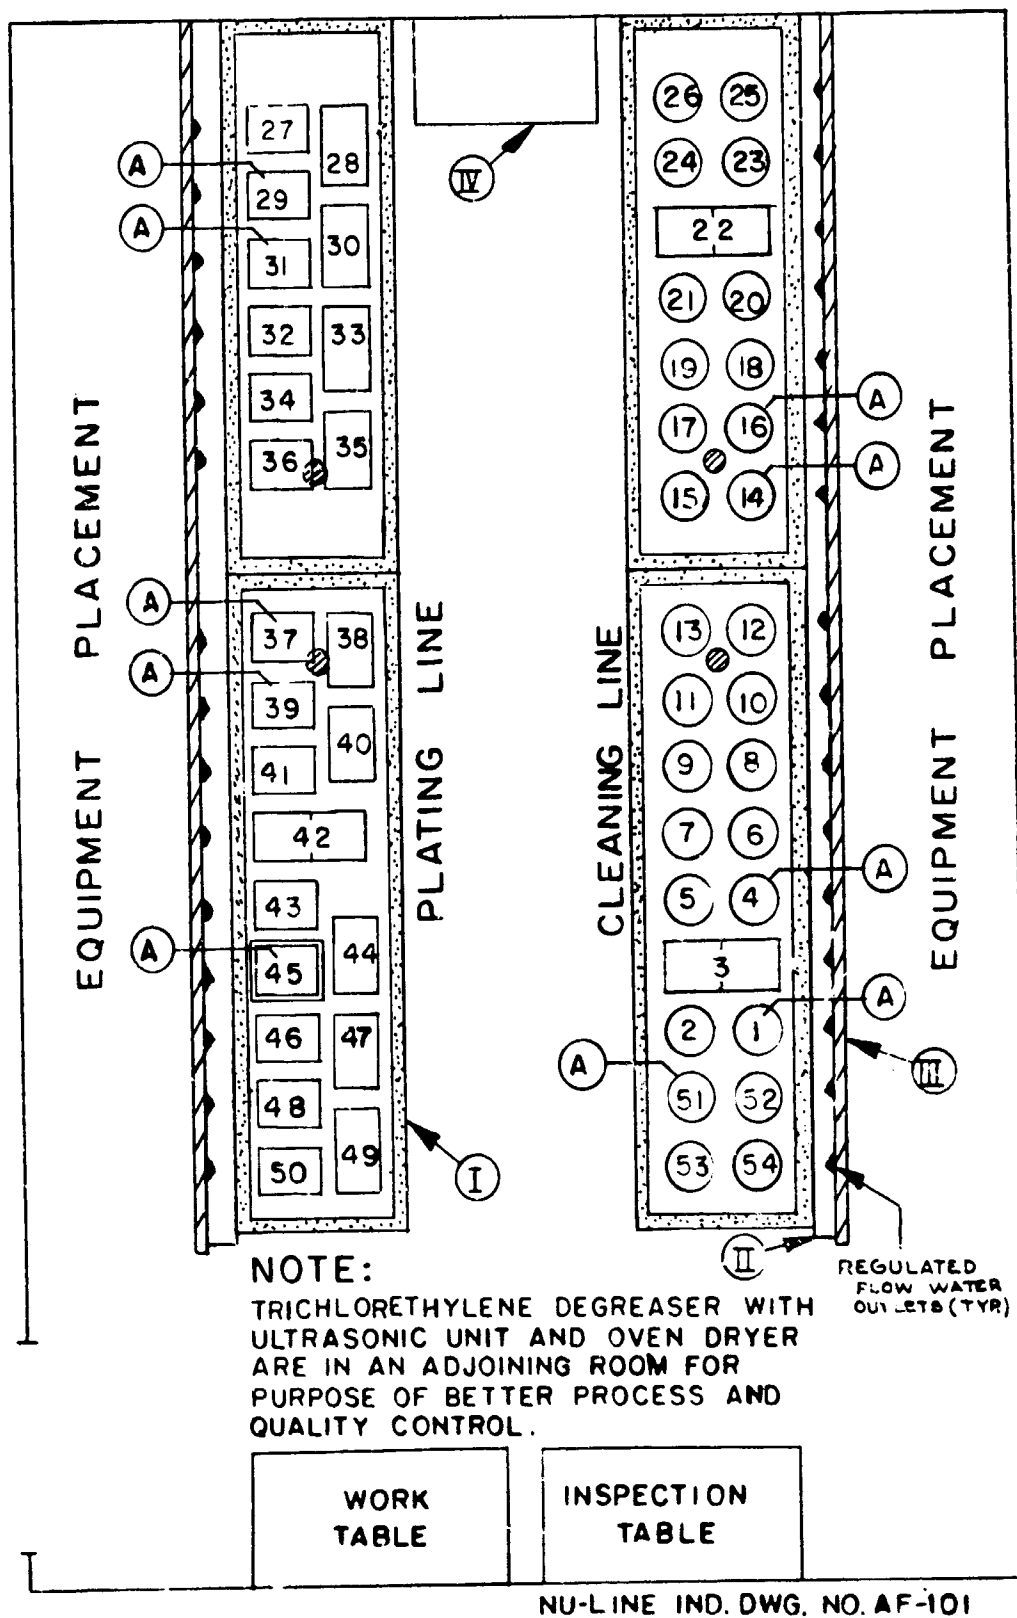 26 25
27
28
A
24 23
IV
29
A
22
30
31
21 20
32 33
19 18
34
A
17 16
35
36
A
15 14
EQUIPMENT PLACEMENT
EQUIPMENT PLACEMENT
A
37 38
13 12
A
39
11 10
40
41
9 8
PLATING LINE
CLEANING LINE
42
7 6
A
43
5 4
A
44
45
3
A
46 47
2 1
A
III
48
51 52
49
50
I
53 54
II
REGULATED
FLOW WATER
OUTLETS (TYP)
NOTE:
TRICHLORETHYLENE DEGREASER WITH
ULTRASONIC UNIT AND OVEN DRYER
ARE IN AN ADJOINING ROOM FOR
PURPOSE OF BETTER PROCESS AND
QUALITY CONTROL.
WORK
TABLE
INSPECTION
TABLE
NU-LINE IND. DWG. NO. AF-101